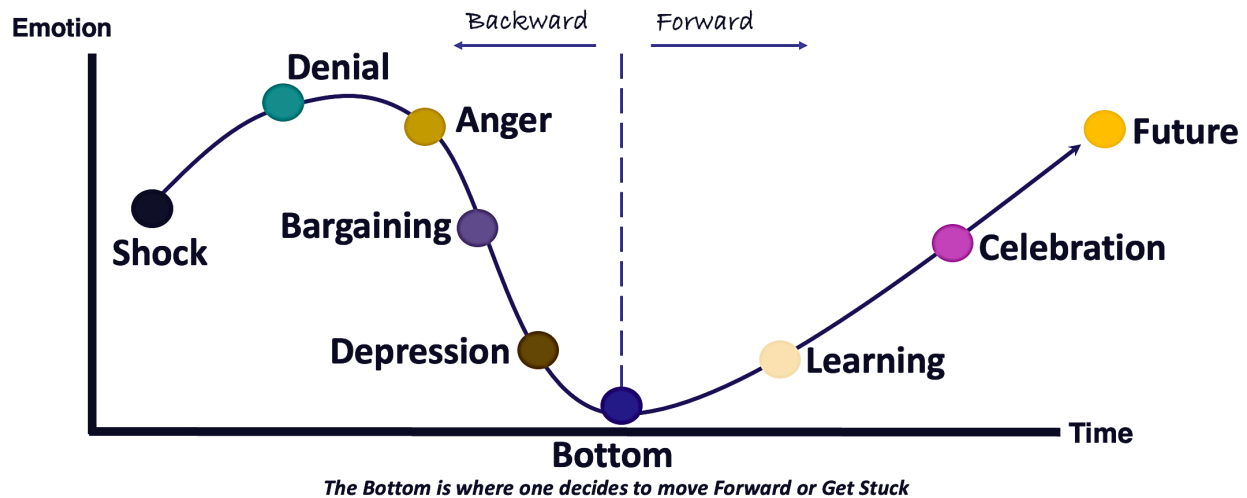 Backward
Forward
Emotion
Denial
Anger
Shock
Bargaining
Depression
Bottom
Learning
Celebration
Future
Time
The Bottom is where one decides to move Forward or Get Stuck